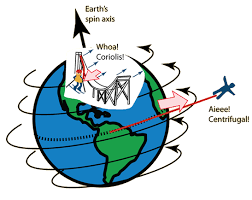 Earth's
spin axis
Whoa!
Coriolis!
Aieee!
Centrifugal!